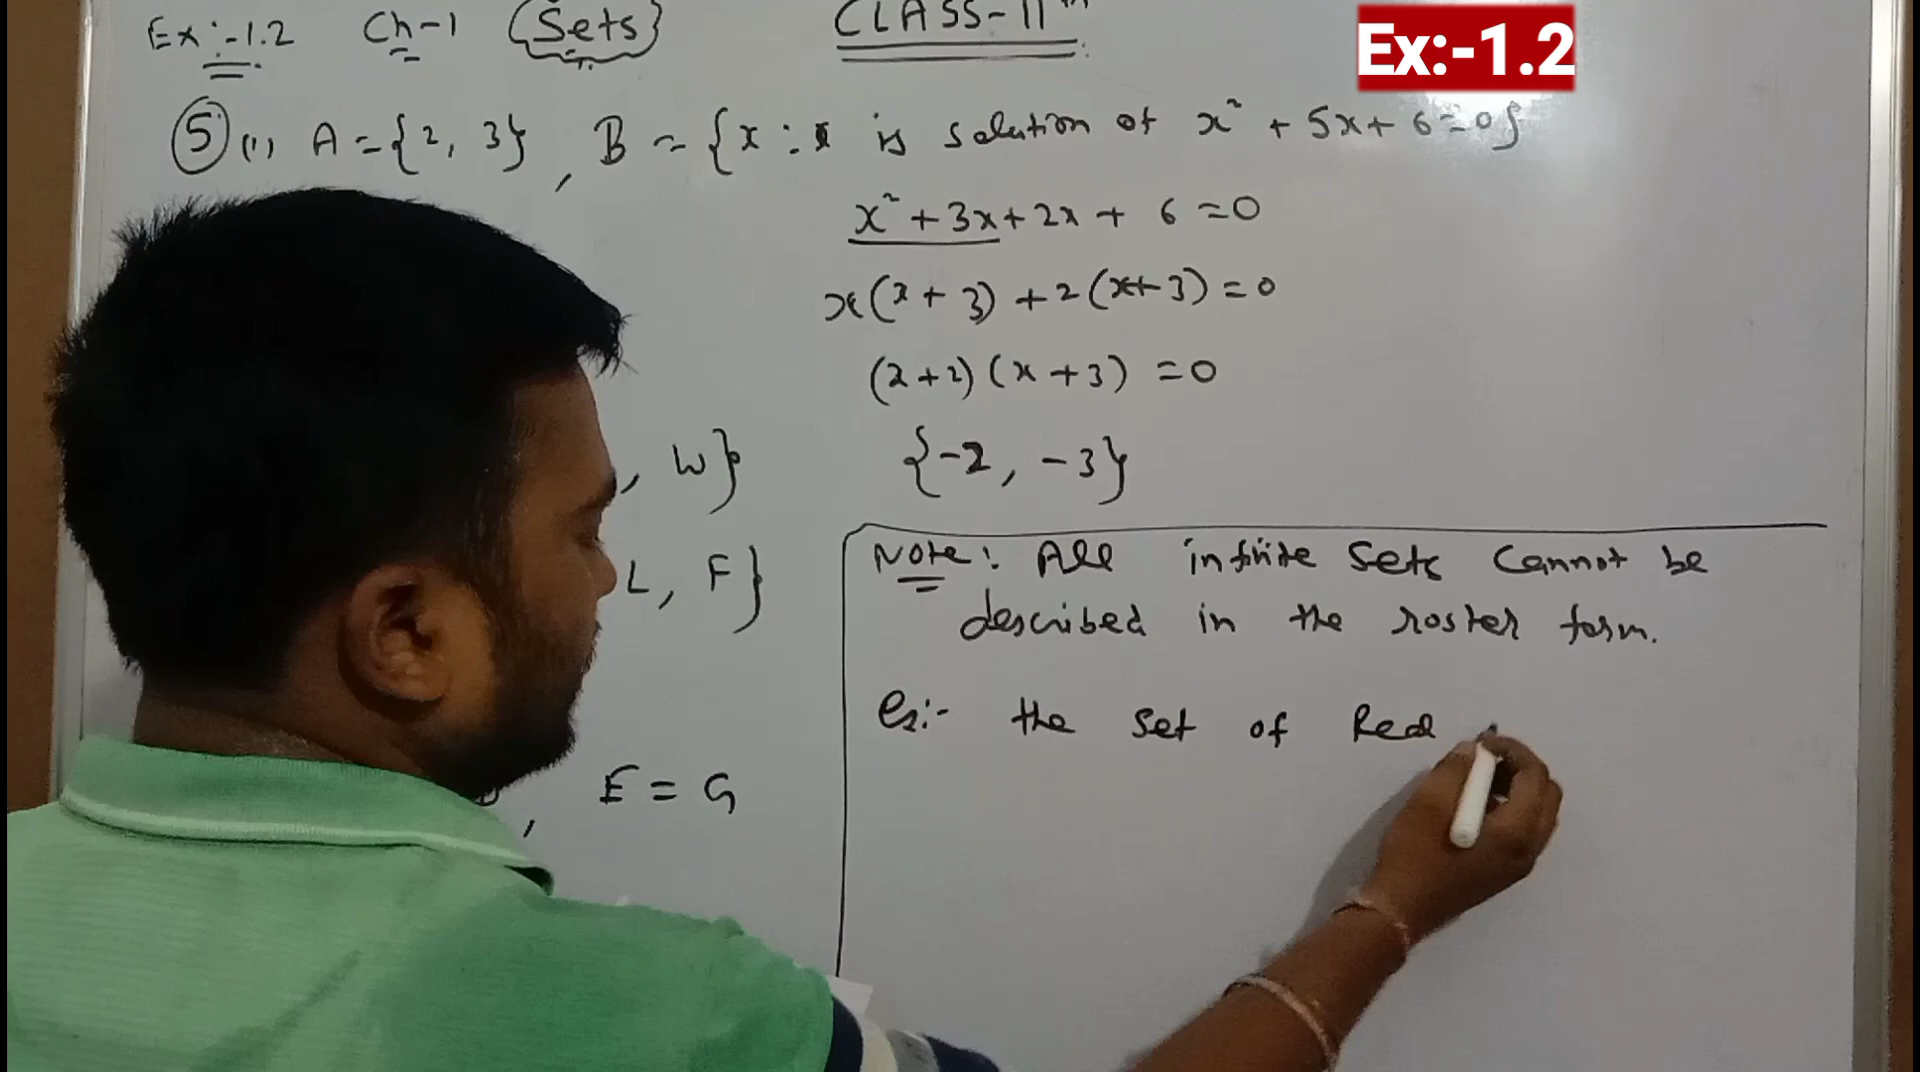 Ex:-1.2 Ch-1 (Sets) CLASS-11th
Ex:-1.2
(5) (i) A = {2, 3}, B = {x : x is solution of x² + 5x + 6 = 0}
x² + 3x + 2x + 6 = 0
x(x + 3) + 2(x + 3) = 0
(x + 2)(x + 3) = 0
, W}
{-2, -3}
L, F}
Note: All infinite sets cannot be
described in the roster form.
Ex:- the set of Real
, E = G